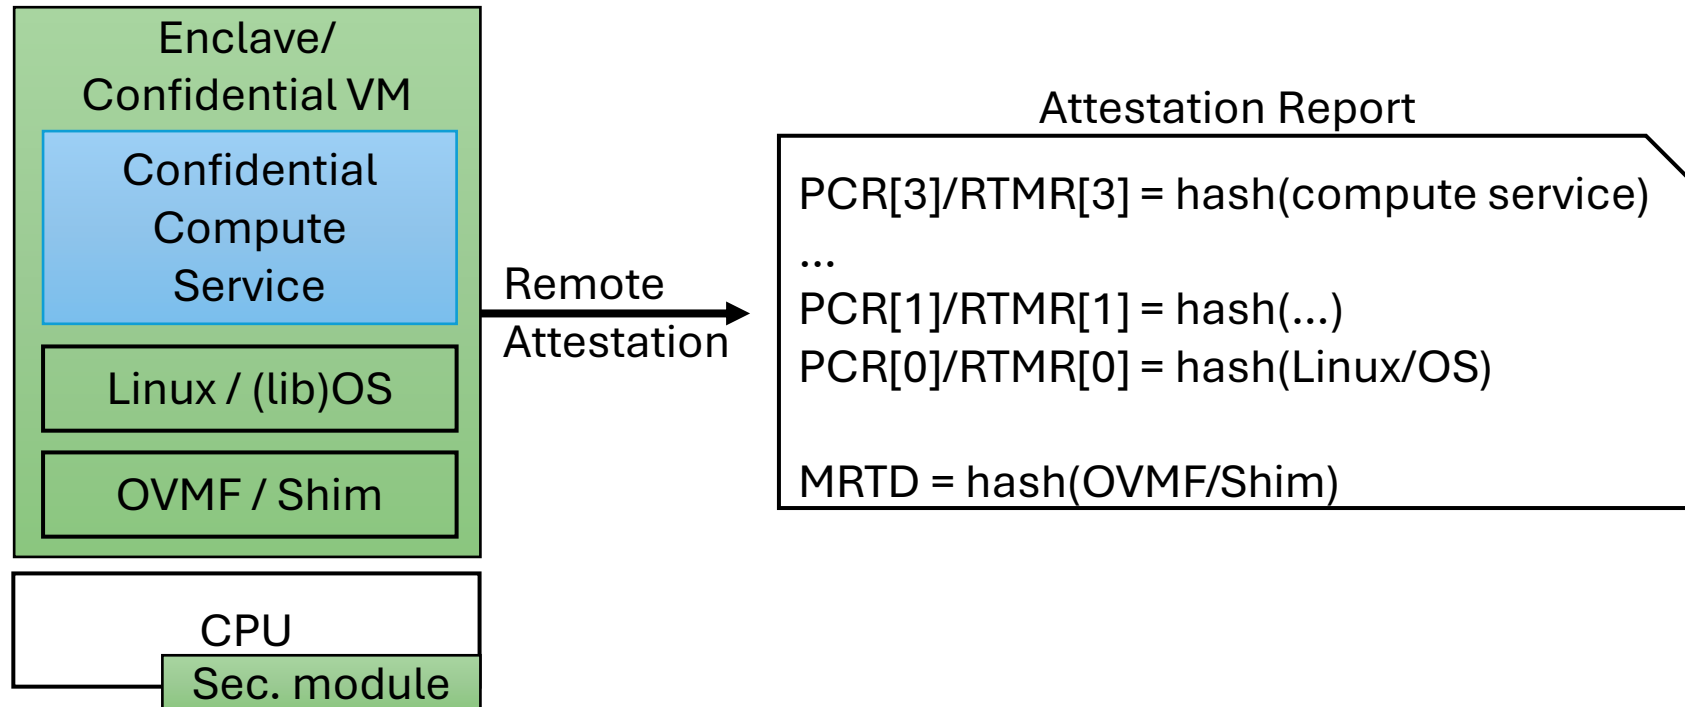 Enclave/
Confidential VM
Confidential
Compute
Service
Linux / (lib)OS
OVMF / Shim
CPU
Sec. module
Remote
Attestation
Attestation Report
PCR[3]/RTMR[3] = hash(compute service)
...
PCR[1]/RTMR[1] = hash(...)
PCR[0]/RTMR[0] = hash(Linux/OS)
MRTD = hash(OVMF/Shim)